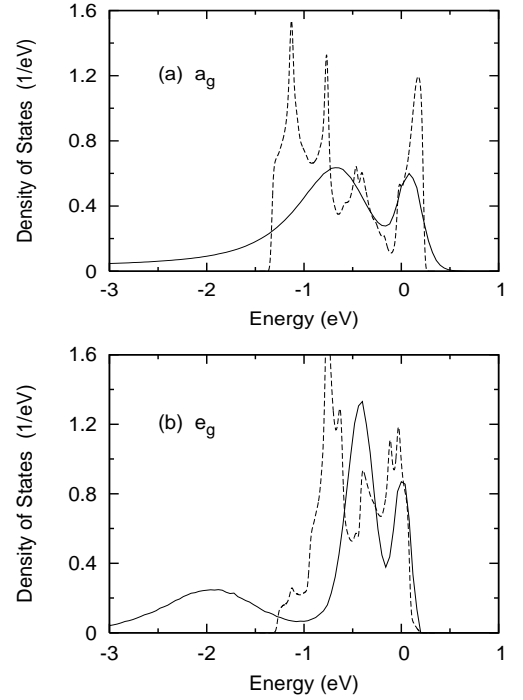 1.6
1.2
0.8
0.4
0
Density of States (1/eV)
(a) a_g
-3 -2 -1 0 1
Energy (eV)
1.6
1.2
0.8
0.4
0
Density of States (1/eV)
(b) e_g
-3 -2 -1 0 1
Energy (eV)